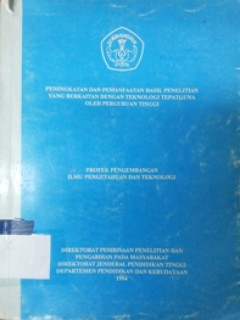 PENINGKATAN DAN PEMANFAATAN HASIL PENELITIAN
YANG BERKAITAN DENGAN TEKNOLOGI TEPATGUNA
OLEH PERGURUAN TINGGI
PROYEK PENGEMBANGAN
ILMU PENGETAHUAN DAN TEKNOLOGI
DIREKTORAT PEMBINAAN PENELITIAN DAN
PENGABDIAN PADA MASYARAKAT
DIREKTORAT JENDERAL PENDIDIKAN TINGGI
DEPARTEMEN PENDIDIKAN DAN KEBUDAYAAN
1994